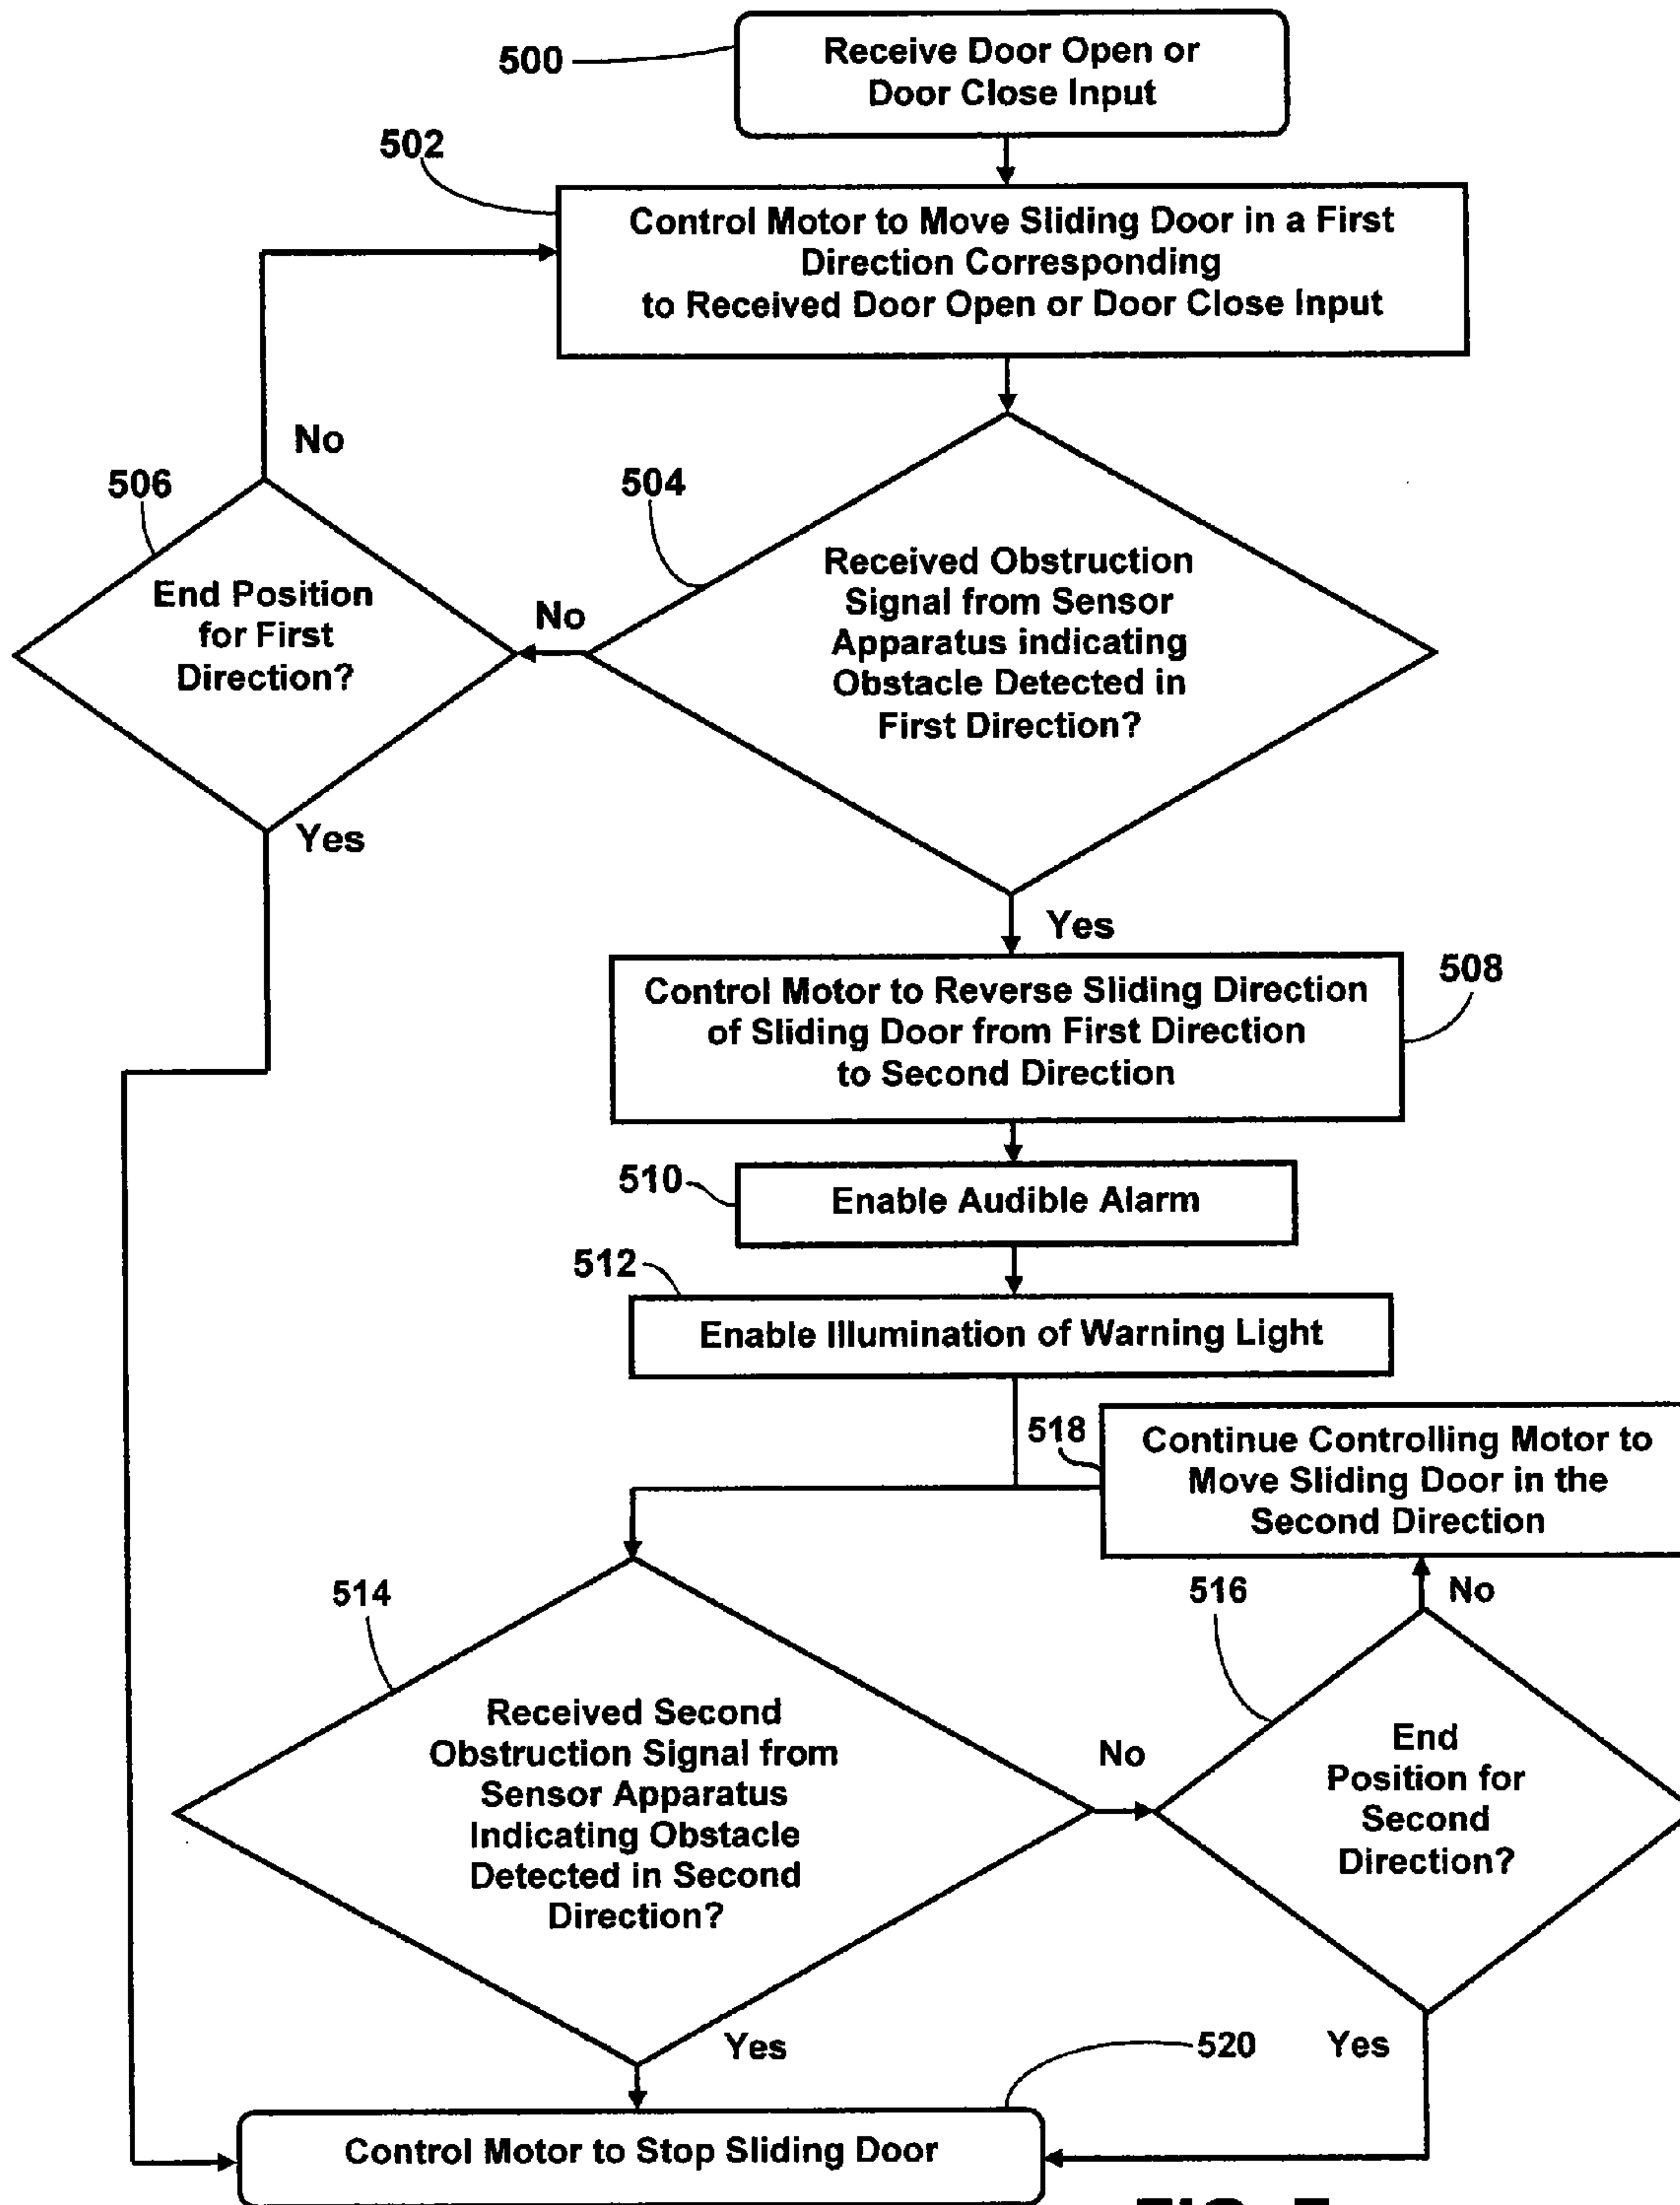 500
Receive Door Open or
Door Close Input
502
Control Motor to Move Sliding Door in a First
Direction Corresponding
to Received Door Open or Door Close Input
No
506
504
End Position
for First
Direction?
No
Received Obstruction
Signal from Sensor
Apparatus indicating
Obstacle Detected in
First Direction?
Yes
Yes
508
Control Motor to Reverse Sliding Direction
of Sliding Door from First Direction
to Second Direction
510
Enable Audible Alarm
512
Enable Illumination of Warning Light
518
Continue Controlling Motor to
Move Sliding Door in the
Second Direction
514
516
No
Received Second
Obstruction Signal from
Sensor Apparatus
Indicating Obstacle
Detected in Second
Direction?
No
End
Position for
Second
Direction?
Yes
520
Yes
Control Motor to Stop Sliding Door